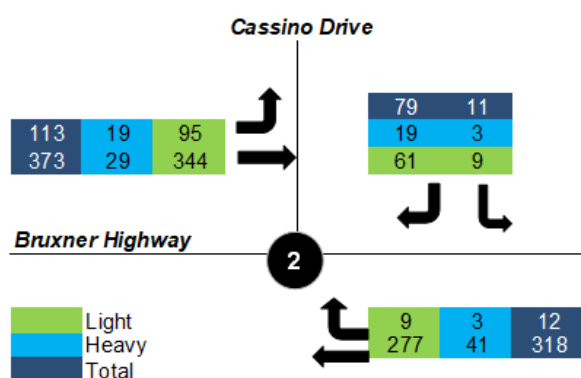 Cassino Drive
113 19 95
373 29 344
79 11
19 3
61 9
Bruxner Highway
2
Light
Heavy
Total
9 3 12
277 41 318